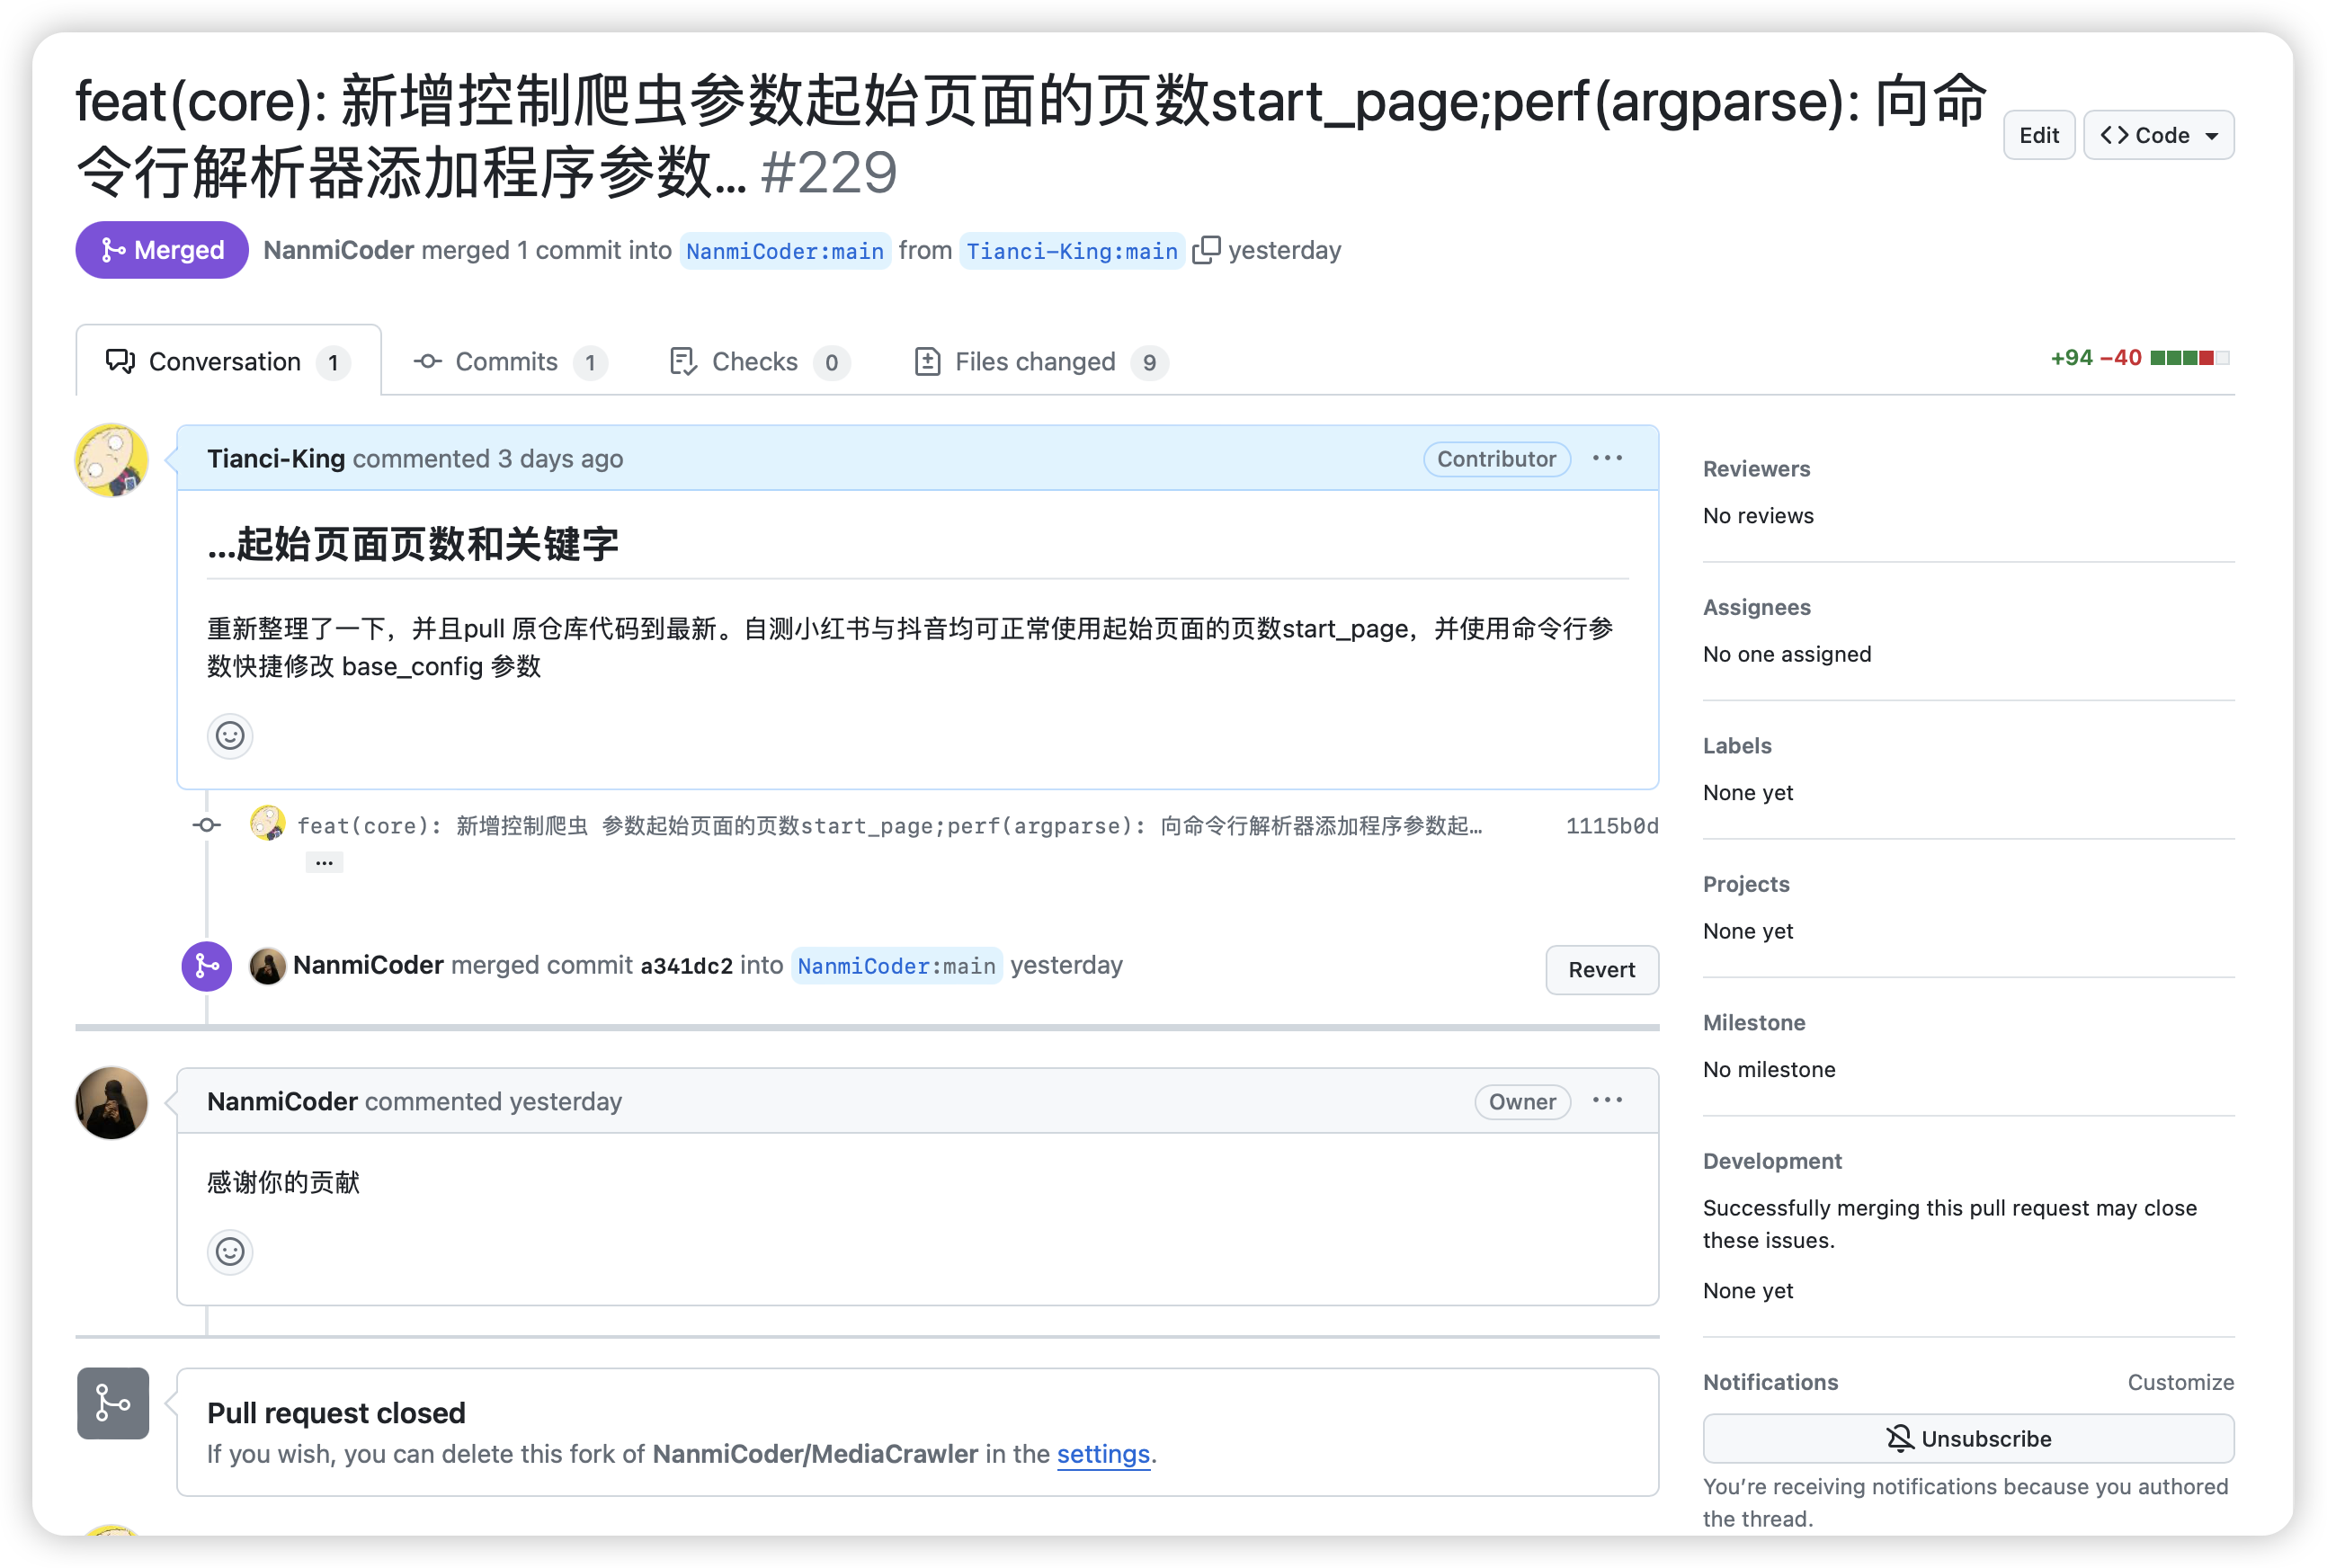 feat(core): 新增控制爬虫参数起始页面的页数start_page;perf(argparse): 向命
令行解析器添加程序参数… #229
Edit
Code
Merged
NanmiCoder merged 1 commit into NanmiCoder:main from Tianci-King:main yesterday
Conversation 1
Commits 1
Checks 0
Files changed 9
+94 −40
Tianci-King commented 3 days ago
Contributor
…起始页面页数和关键字
重新整理了一下，并且pull 原仓库代码到最新。自测小红书与抖音均可正常使用起始页面的页数start_page，并使用命令行参
数快捷修改 base_config 参数
feat(core): 新增控制爬虫 参数起始页面的页数start_page;perf(argparse): 向命令行解析器添加程序参数起…
1115b0d
…
NanmiCoder merged commit a341dc2 into NanmiCoder:main yesterday
Revert
NanmiCoder commented yesterday
Owner
感谢你的贡献
Pull request closed
If you wish, you can delete this fork of NanmiCoder/MediaCrawler in the settings.
Reviewers
No reviews
Assignees
No one assigned
Labels
None yet
Projects
None yet
Milestone
No milestone
Development
Successfully merging this pull request may close
these issues.
None yet
Notifications
Customize
Unsubscribe
You’re receiving notifications because you authored
the thread.